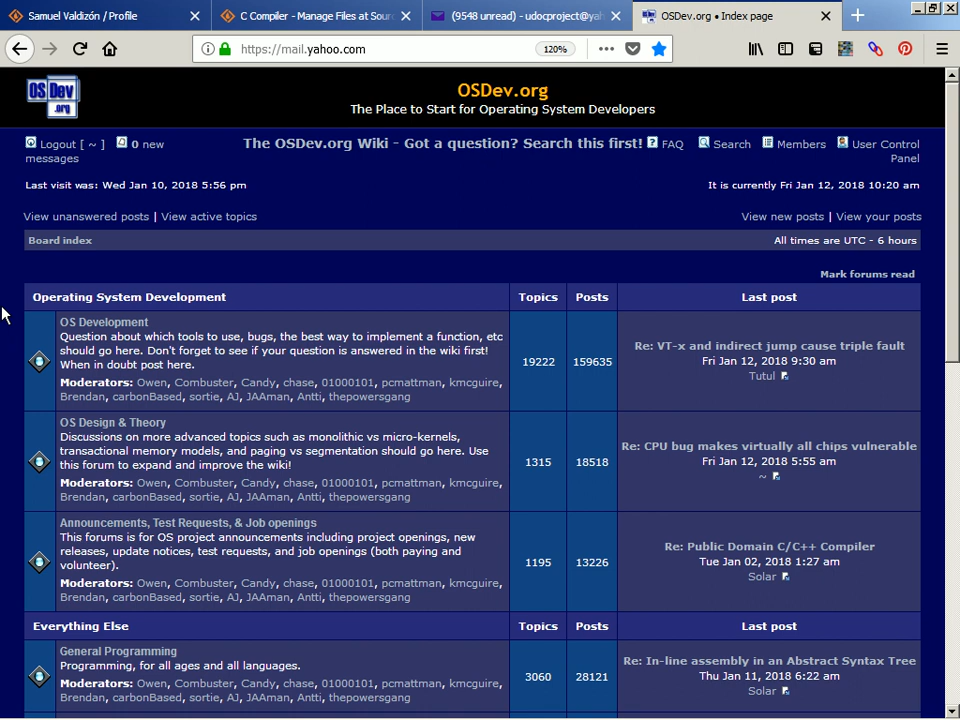 Samuel Valdizón / Profile
C Compiler - Manage Files at Sour
(9548 unread) - udocproject@yah
OSDev.org • Index page
https://mail.yahoo.com
120%
OS Dev
.org
OSDev.org
The Place to Start for Operating System Developers
Logout [ ~ ]
0 new messages
The OSDev.org Wiki - Got a question? Search this first!
FAQ
Search
Members
User Control Panel
Last visit was: Wed Jan 10, 2018 5:56 pm
It is currently Fri Jan 12, 2018 10:20 am
View unanswered posts | View active topics
View new posts | View your posts
Board index
All times are UTC - 6 hours
Mark forums read
Operating System Development
Topics
Posts
Last post
OS Development
Question about which tools to use, bugs, the best way to implement a function, etc
should go here. Don't forget to see if your question is answered in the wiki first!
When in doubt post here.
Moderators: Owen, Combuster, Candy, chase, 01000101, pcmattman, kmcguire,
Brendan, carbonBased, sortie, AJ, JAAman, Antti, thepowersgang
19222
159635
Re: VT-x and indirect jump cause triple fault
Fri Jan 12, 2018 9:30 am
Tutul
OS Design & Theory
Discussions on more advanced topics such as monolithic vs micro-kernels,
transactional memory models, and paging vs segmentation should go here. Use
this forum to expand and improve the wiki!
Moderators: Owen, Combuster, Candy, chase, 01000101, pcmattman, kmcguire,
Brendan, carbonBased, sortie, AJ, JAAman, Antti, thepowersgang
1315
18518
Re: CPU bug makes virtually all chips vulnerable
Fri Jan 12, 2018 5:55 am
~
Announcements, Test Requests, & Job openings
This forums is for OS project announcements including project openings, new
releases, update notices, test requests, and job openings (both paying and
volunteer).
Moderators: Owen, Combuster, Candy, chase, 01000101, pcmattman, kmcguire,
Brendan, carbonBased, sortie, AJ, JAAman, Antti, thepowersgang
1195
13226
Re: Public Domain C/C++ Compiler
Tue Jan 02, 2018 1:27 am
Solar
Everything Else
Topics
Posts
Last post
General Programming
Programming, for all ages and all languages.
Moderators: Owen, Combuster, Candy, chase, 01000101, pcmattman, kmcguire,
Brendan, carbonBased, sortie, AJ, JAAman, Antti, thepowersgang
3060
28121
Re: In-line assembly in an Abstract Syntax Tree
Thu Jan 11, 2018 6:22 am
Solar